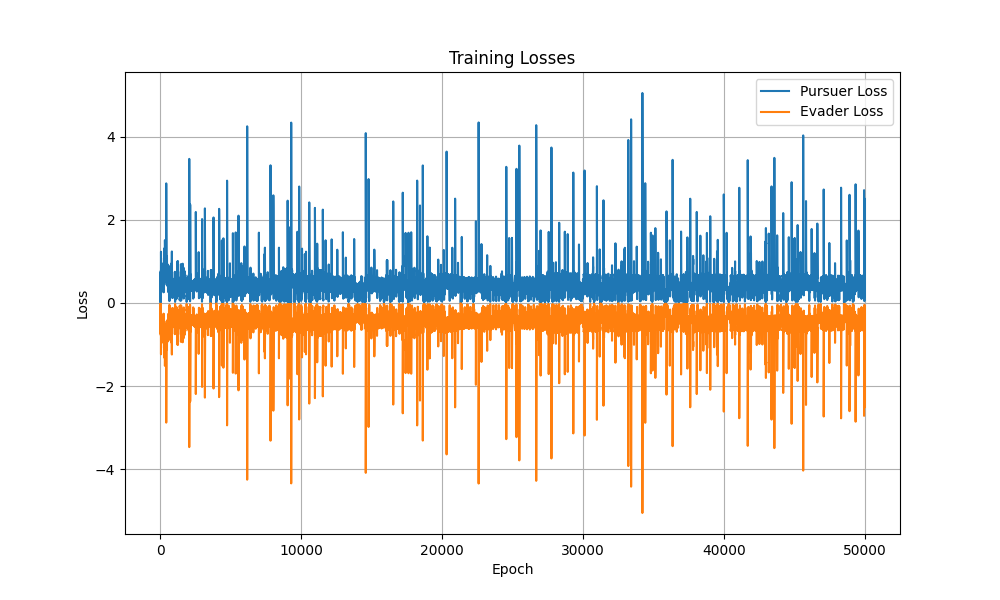 Training Losses
Pursuer Loss
Evader Loss
Loss
4
2
0
−2
−4
0 10000 20000 30000 40000 50000
Epoch